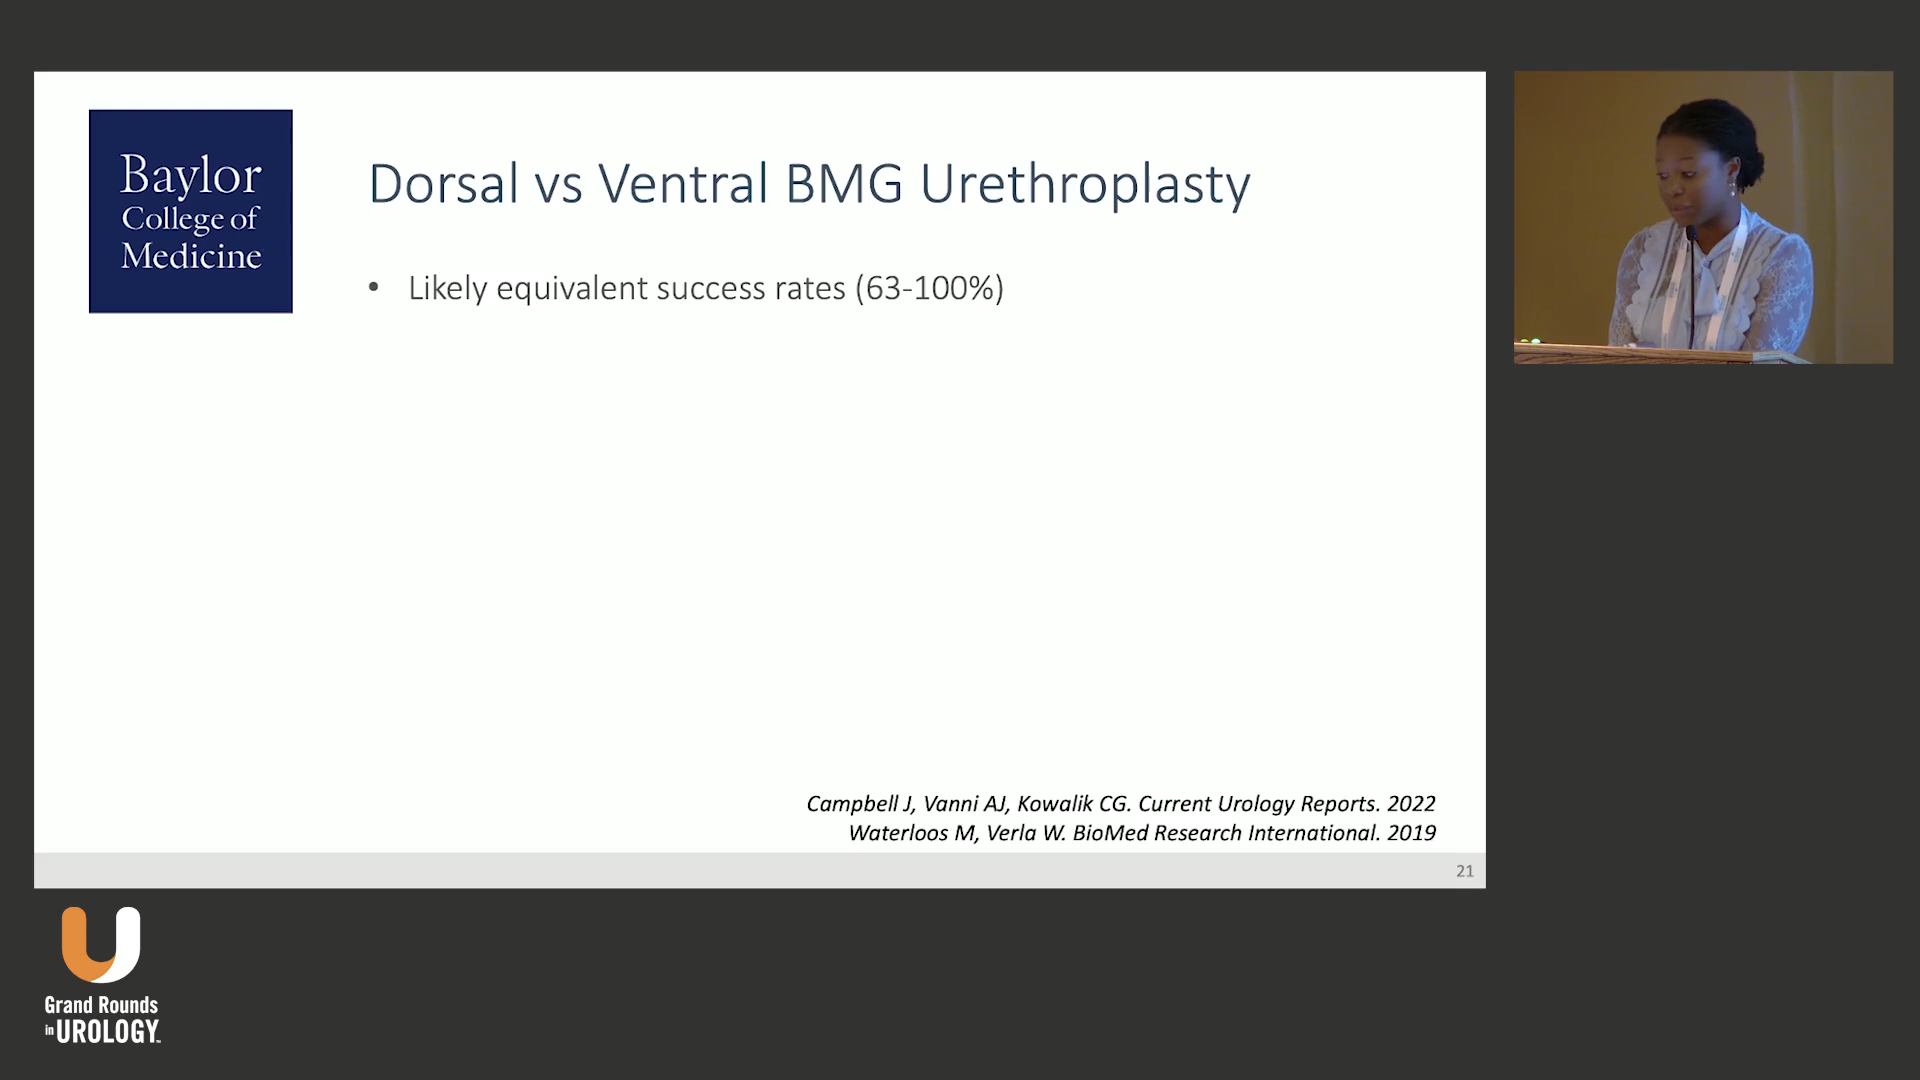 Baylor
College of
Medicine
Dorsal vs Ventral BMG Urethroplasty
• Likely equivalent success rates (63-100%)
Campbell J, Vanni AJ, Kowalik CG. Current Urology Reports. 2022
Waterloos M, Verla W. BioMed Research International. 2019
21
Grand Rounds
in UROLOGY™